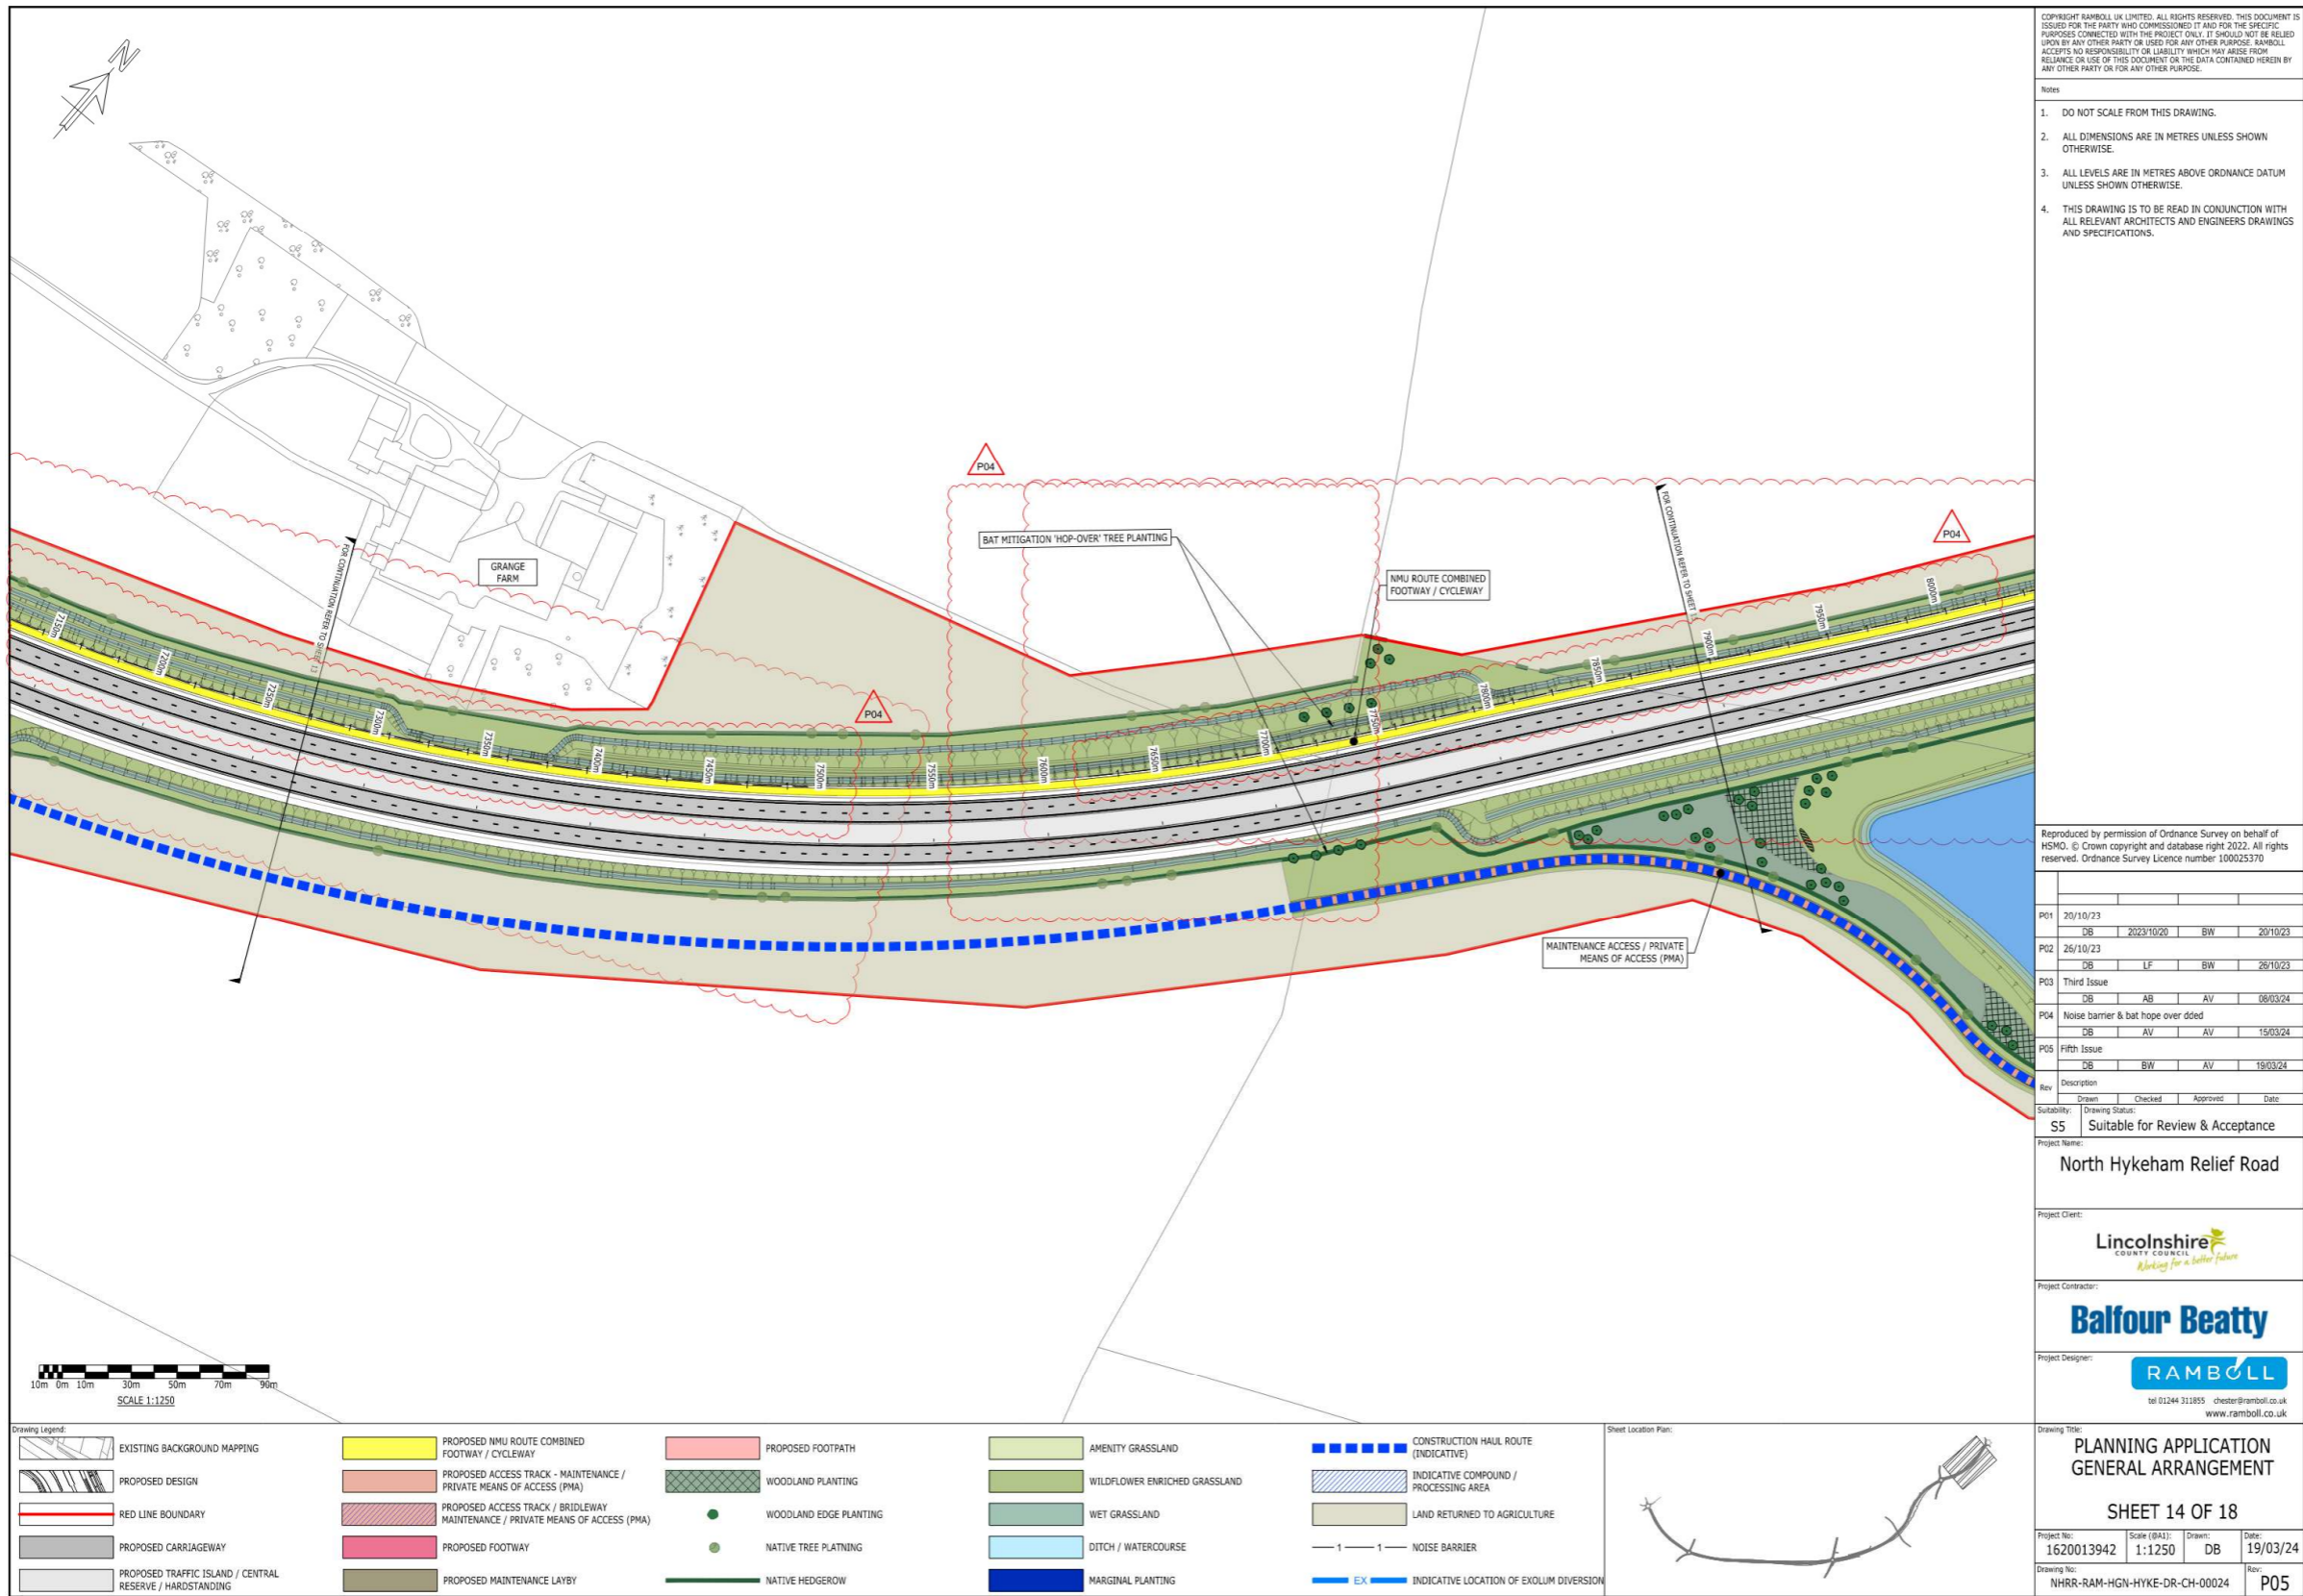 N
P04
BAT MITIGATION 'HOP-OVER' TREE PLANTING
NMU ROUTE COMBINED
FOOTWAY / CYCLEWAY
FOR CONTINUATION REFER TO SHEET
P04
GRANGE
FARM
FOR CONTINUATION REFER TO SHEET 13
P04
7150m
7200m
7250m
7300m
7350m
7400m
7450m
7500m
7550m
7600m
7650m
7700m
7750m
7800m
7850m
7900m
7950m
8000m
MAINTENANCE ACCESS / PRIVATE
MEANS OF ACCESS (PMA)
10m 0m 10m 30m 50m 70m 90m
SCALE 1:1250
COPYRIGHT RAMBOLL UK LIMITED. ALL RIGHTS RESERVED. THIS DOCUMENT IS
ISSUED FOR THE PARTY WHO COMMISSIONED IT AND FOR THE SPECIFIC
PURPOSES CONNECTED WITH THE PROJECT ONLY. IT SHOULD NOT BE RELIED
UPON BY ANY OTHER PARTY OR USED FOR ANY OTHER PURPOSE. RAMBOLL
ACCEPTS NO RESPONSIBILITY OR LIABILITY WHICH MAY ARISE FROM
RELIANCE OR USE OF THIS DOCUMENT OR THE DATA CONTAINED HEREIN BY
ANY OTHER PARTY OR FOR ANY OTHER PURPOSE.
Notes
1. DO NOT SCALE FROM THIS DRAWING.
2. ALL DIMENSIONS ARE IN METRES UNLESS SHOWN
OTHERWISE.
3. ALL LEVELS ARE IN METRES ABOVE ORDNANCE DATUM
UNLESS SHOWN OTHERWISE.
4. THIS DRAWING IS TO BE READ IN CONJUNCTION WITH
ALL RELEVANT ARCHITECTS AND ENGINEERS DRAWINGS
AND SPECIFICATIONS.
Reproduced by permission of Ordnance Survey on behalf of
HSMO. © Crown copyright and database right 2022. All rights
reserved. Ordnance Survey Licence number 100025370
P01 20/10/23
DB 2023/10/20 BW 20/10/23
P02 26/10/23
DB LF BW 26/10/23
P03 Third Issue
DB AB AV 08/03/24
P04 Noise barrier & bat hope over dded
DB AV AV 15/03/24
P05 Fifth Issue
DB BW AV 19/03/24
Rev Description
Drawn Checked Approved Date
Suitability: Drawing Status:
S5 Suitable for Review & Acceptance
Project Name:
North Hykeham Relief Road
Project Client:
Lincolnshire
COUNTY COUNCIL
Working for a better future
Project Contractor:
Balfour Beatty
Project Designer:
RAMBOLL
tel 01244 311855 chester@ramboll.co.uk
www.ramboll.co.uk
Drawing Title:
PLANNING APPLICATION
GENERAL ARRANGEMENT
SHEET 14 OF 18
Project No: Scale (@A1): Drawn: Date:
1620013942 1:1250 DB 19/03/24
Drawing No: Rev:
NHRR-RAM-HGN-HYKE-DR-CH-00024 P05
Drawing Legend:
EXISTING BACKGROUND MAPPING
PROPOSED DESIGN
RED LINE BOUNDARY
PROPOSED CARRIAGEWAY
PROPOSED TRAFFIC ISLAND / CENTRAL
RESERVE / HARDSTANDING
PROPOSED NMU ROUTE COMBINED
FOOTWAY / CYCLEWAY
PROPOSED ACCESS TRACK - MAINTENANCE /
PRIVATE MEANS OF ACCESS (PMA)
PROPOSED ACCESS TRACK / BRIDLEWAY
MAINTENANCE / PRIVATE MEANS OF ACCESS (PMA)
PROPOSED FOOTWAY
PROPOSED MAINTENANCE LAYBY
PROPOSED FOOTPATH
WOODLAND PLANTING
WOODLAND EDGE PLANTING
NATIVE TREE PLATNING
NATIVE HEDGEROW
AMENITY GRASSLAND
WILDFLOWER ENRICHED GRASSLAND
WET GRASSLAND
DITCH / WATERCOURSE
MARGINAL PLANTING
CONSTRUCTION HAUL ROUTE
(INDICATIVE)
INDICATIVE COMPOUND /
PROCESSING AREA
LAND RETURNED TO AGRICULTURE
1 1 NOISE BARRIER
EX INDICATIVE LOCATION OF EXOLUM DIVERSION
Sheet Location Plan: